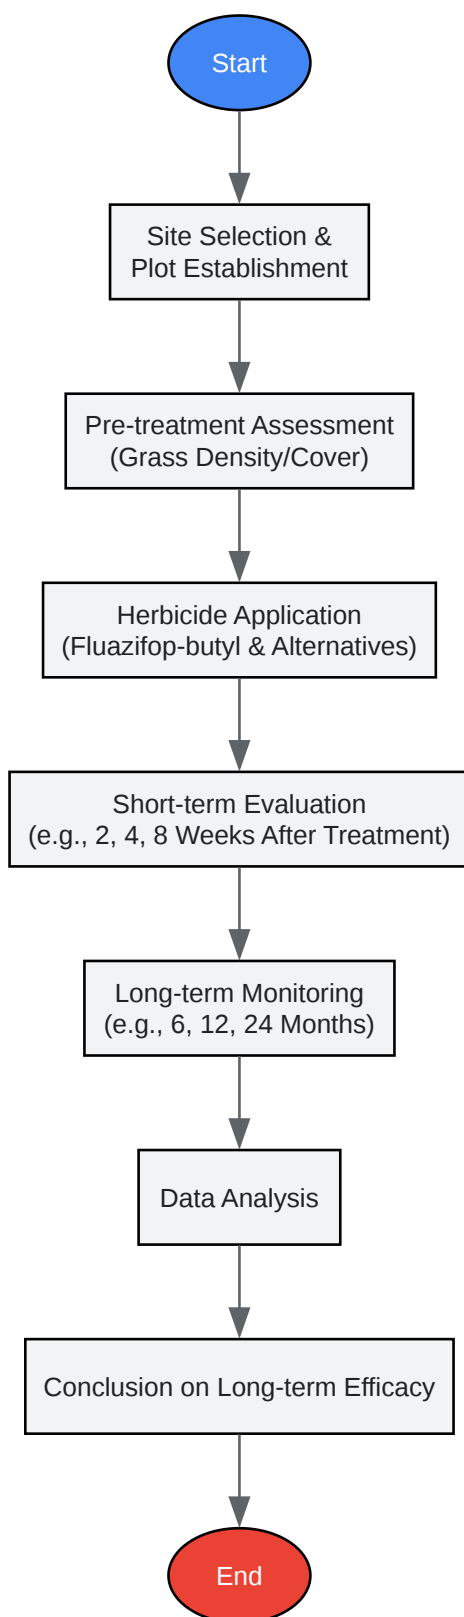 Start
Site Selection &
Plot Establishment
Pre-treatment Assessment
(Grass Density/Cover)
Herbicide Application
(Fluazifop-butyl & Alternatives)
Short-term Evaluation
(e.g., 2, 4, 8 Weeks After Treatment)
Long-term Monitoring
(e.g., 6, 12, 24 Months)
Data Analysis
Conclusion on Long-term Efficacy
End